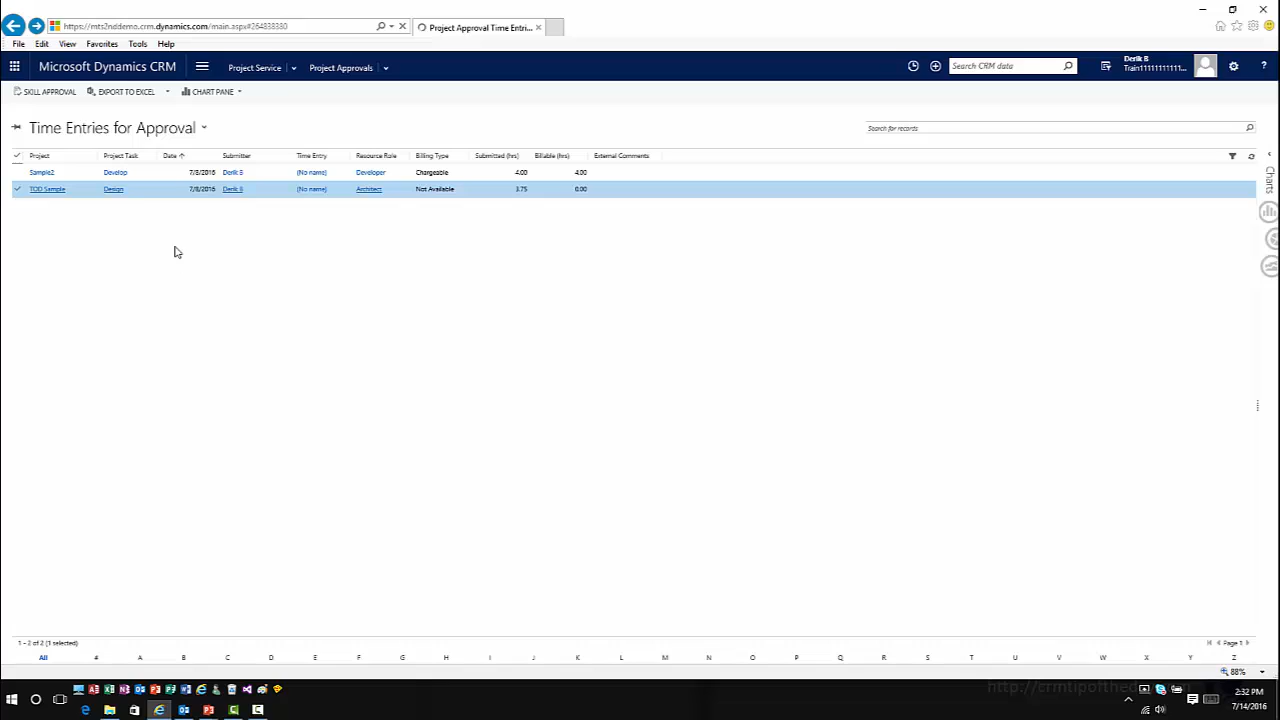 https://mts2nddemo.crm.dynamics.com/main.aspx#264838380
Project Approval Time Entri...
File Edit View Favorites Tools Help
Microsoft Dynamics CRM Project Service Project Approvals Search CRM data Derik B
Train11111111111...
SKILL APPROVAL EXPORT TO EXCEL CHART PANE
Time Entries for Approval Search for records
Project Project Task Date Submitter Time Entry Resource Role Billing Type Submitted (hrs) Billable (hrs) External Comments
Sample2 Develop 7/8/2016 Derik B (No name) Developer Chargeable 4.00 4.00
TOD Sample Design 7/8/2016 Derik B (No name) Architect Not Available 3.75 0.00
Charts
1 - 2 of 2 (1 selected) Page 1
All # A B C D E F G H I J K L M N O P Q R S T U V W X Y Z
88%
2:32 PM
7/14/2016